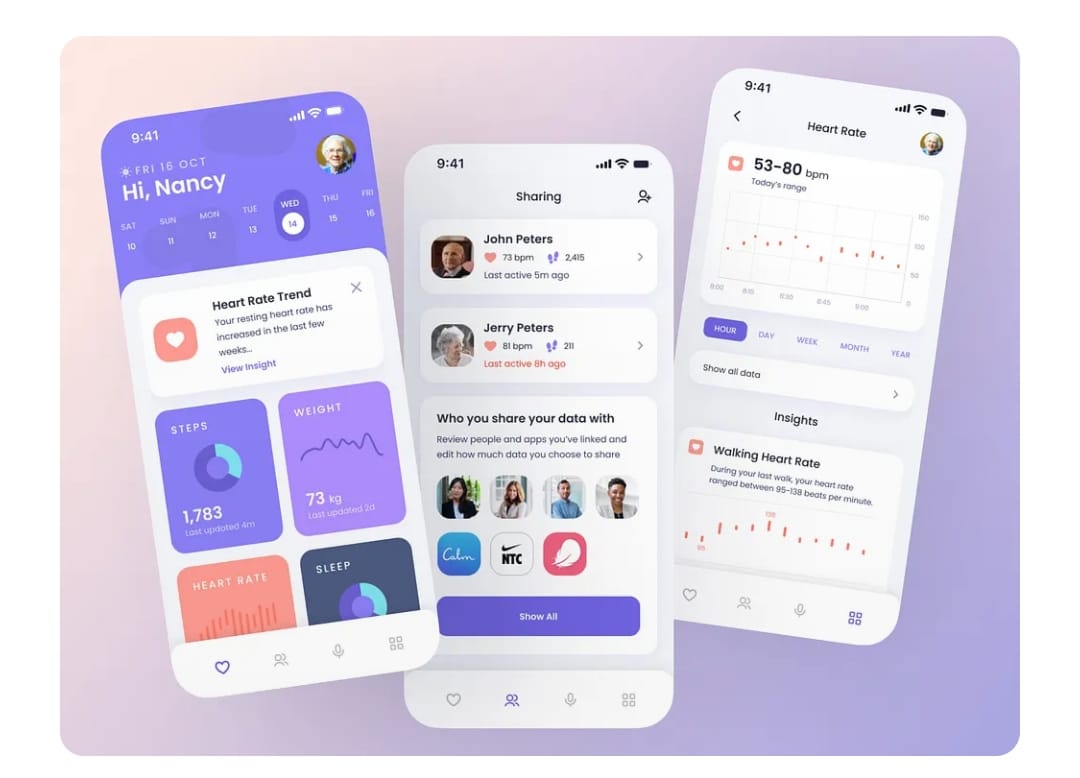 9:41
FRI 16 OCT
Hi, Nancy
SAT SUN MON TUE WED THU FRI
10 11 12 13 14 15 16
Heart Rate Trend
Your resting heart rate has
increased in the last few
weeks...
View Insight
STEPS
1,783
Last updated 4m
WEIGHT
73 kg
Last updated 2d
HEART RATE
SLEEP
9:41
Sharing
John Peters
73 bpm 2,415
Last active 5m ago
Jerry Peters
81 bpm 211
Last active 8h ago
Who you share your data with
Review people and apps you've linked and
edit how much data you choose to share
Calm
NTC
Show All
9:41
Heart Rate
53-80 bpm
Today's range
150
100
50
0
8:00 8:15 8:30 8:45 9:00
HOUR DAY WEEK MONTH YEAR
Show all data
Insights
Walking Heart Rate
During your last walk, your heart rate
ranged between 95-138 beats per minute.
138
95